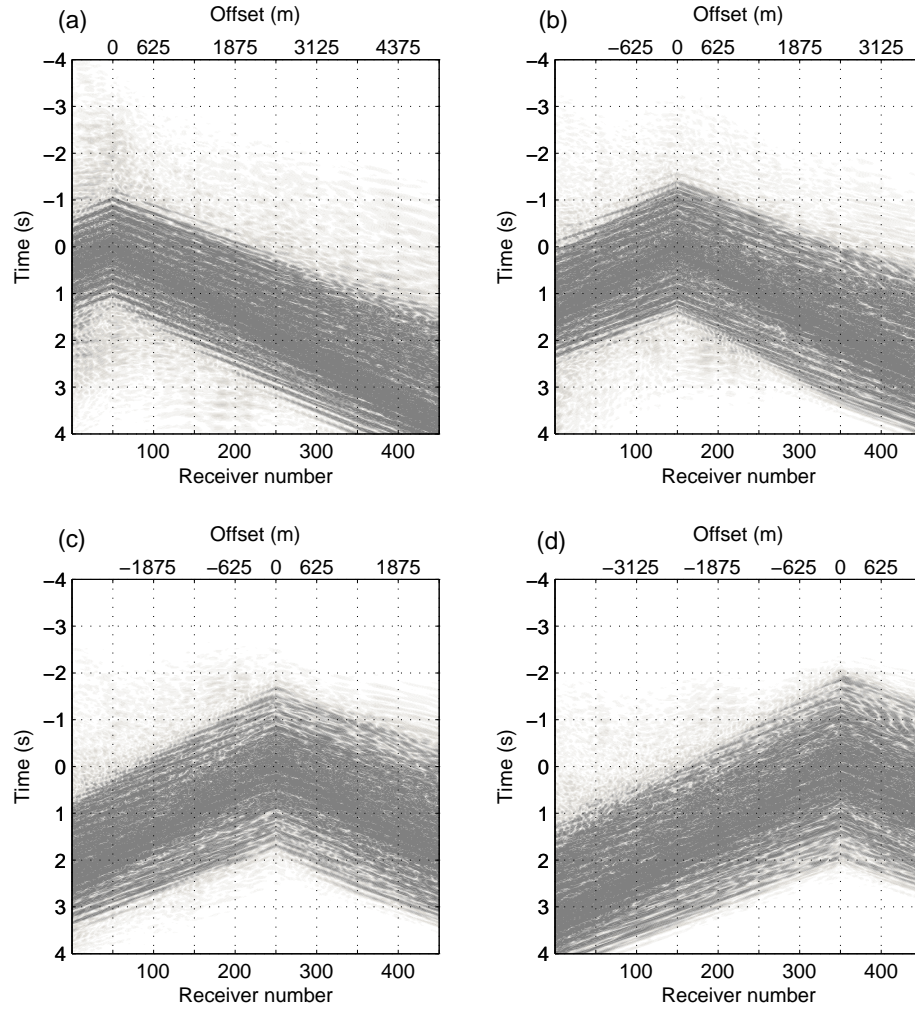 (a)
Offset (m)
0 625 1875 3125 4375
−4
−3
−2
−1
0
1
2
3
4
Time (s)
100 200 300 400
Receiver number
(b)
Offset (m)
−625 0 625 1875 3125
−4
−3
−2
−1
0
1
2
3
4
Time (s)
100 200 300 400
Receiver number
(c)
Offset (m)
−1875 −625 0 625 1875
−4
−3
−2
−1
0
1
2
3
4
Time (s)
100 200 300 400
Receiver number
(d)
Offset (m)
−3125 −1875 −625 0 625
−4
−3
−2
−1
0
1
2
3
4
Time (s)
100 200 300 400
Receiver number